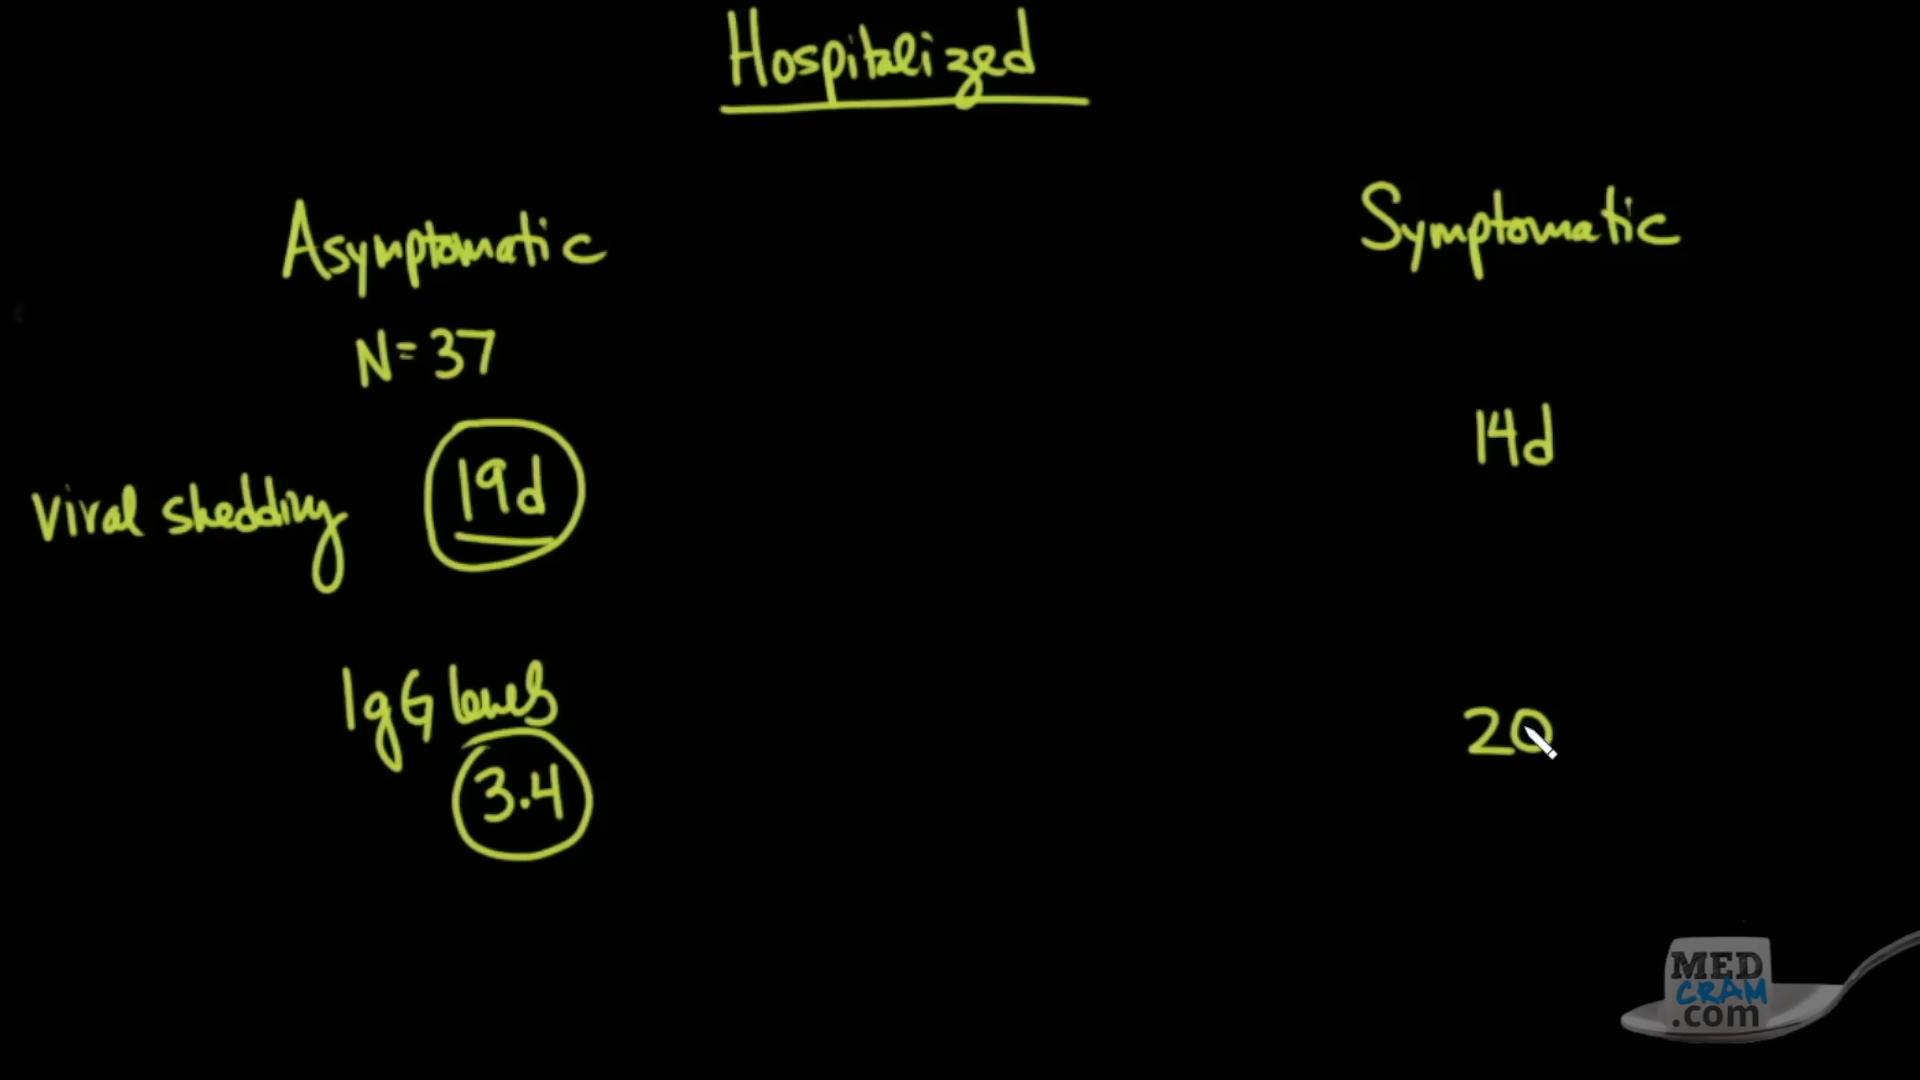 Hospitalized
Asymptomatic Symptomatic
N=37
14d
Viral shedding 19d
IgG levels 20
3.4
MED
CRAM
.com